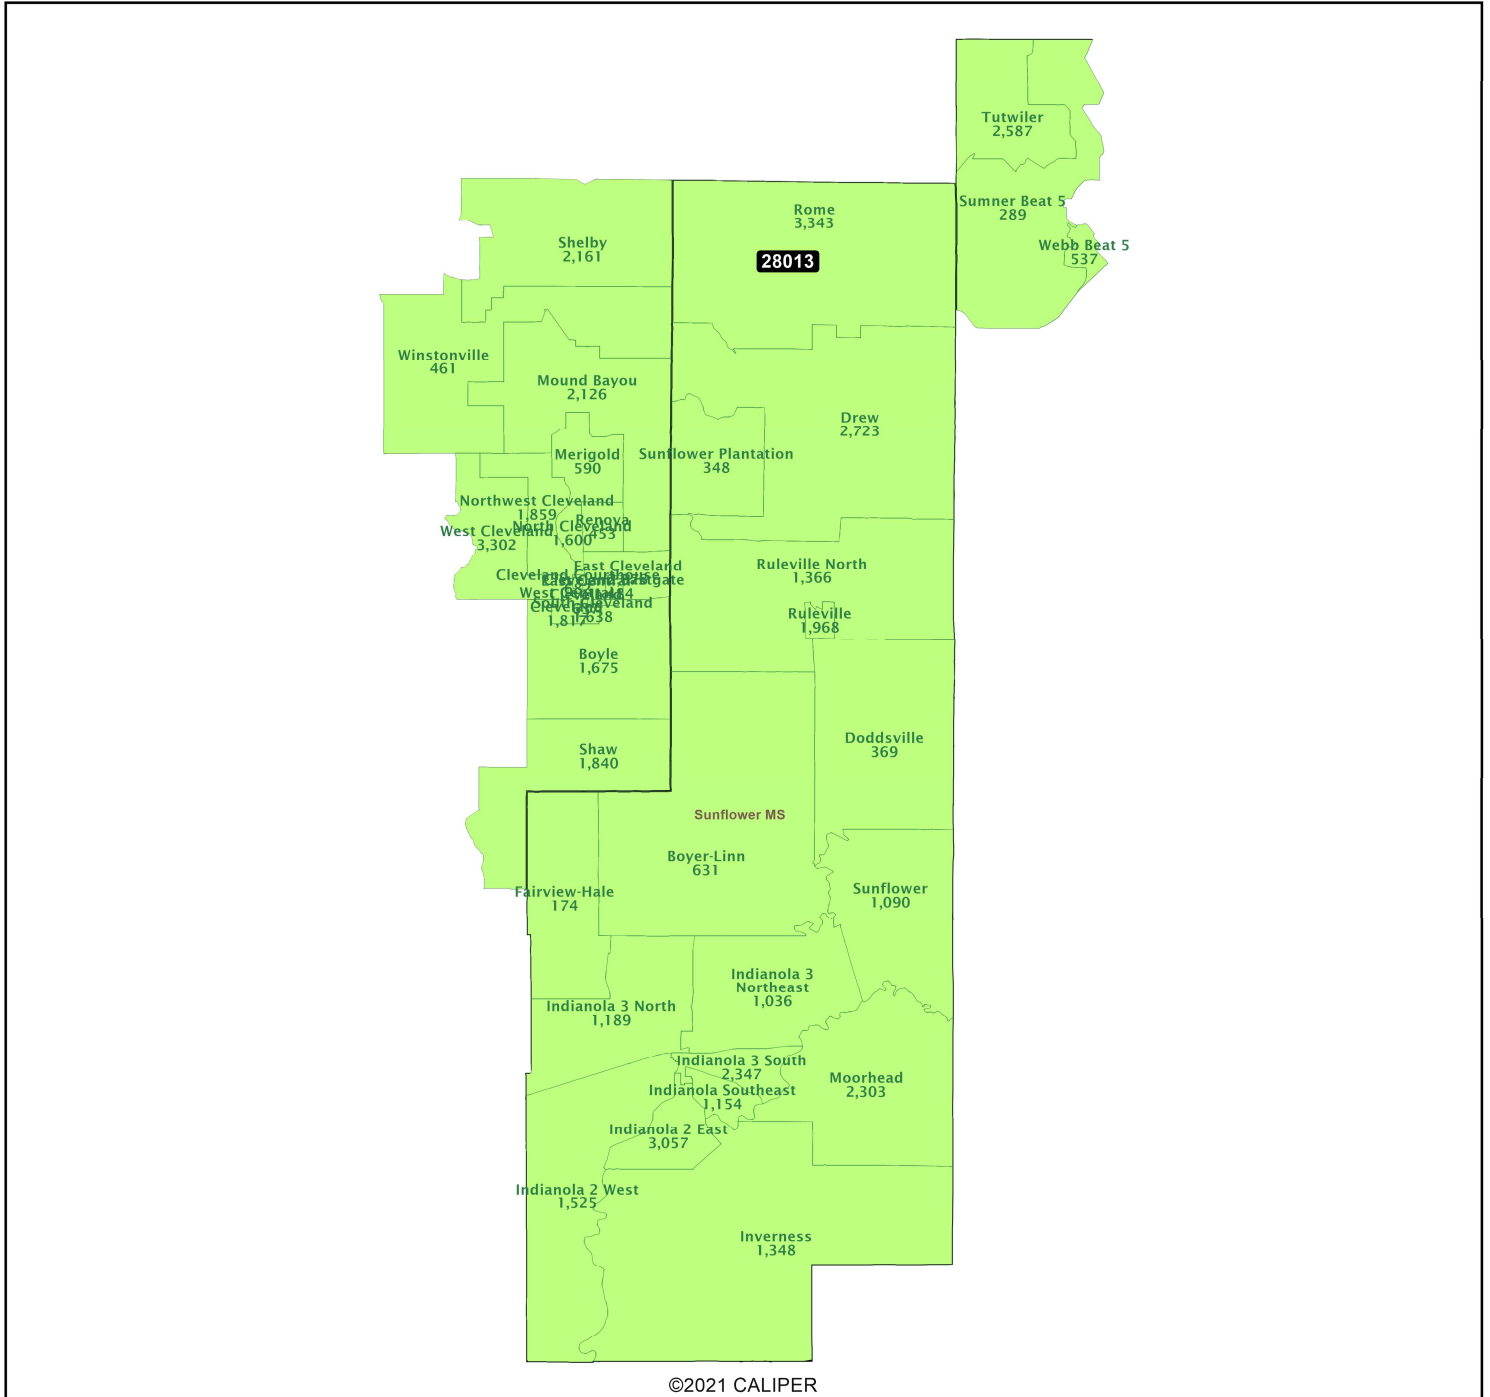 Tutwiler
2,587
Sumner Beat 5
289
Webb Beat 5
537
Rome
3,343
28013
Shelby
2,161
Winstonville
461
Mound Bayou
2,126
Drew
2,723
Merigold
590
Sunflower Plantation
348
Northwest Cleveland
1,859
North Cleveland
1,600
Renova
453
West Cleveland
3,302
East Cleveland
Cleveland Courthouse
South Cleveland
1,638
1,817
Ruleville North
1,366
Ruleville
1,968
Boyle
1,675
Shaw
1,840
Doddsville
369
Sunflower MS
Boyer-Linn
631
Fairview-Hale
174
Sunflower
1,090
Indianola 3
Northeast
1,036
Indianola 3 North
1,189
Indianola 3 South
2,347
Indianola Southeast
1,154
Moorhead
2,303
Indianola 2 East
3,057
Indianola 2 West
1,525
Inverness
1,348
©2021 CALIPER